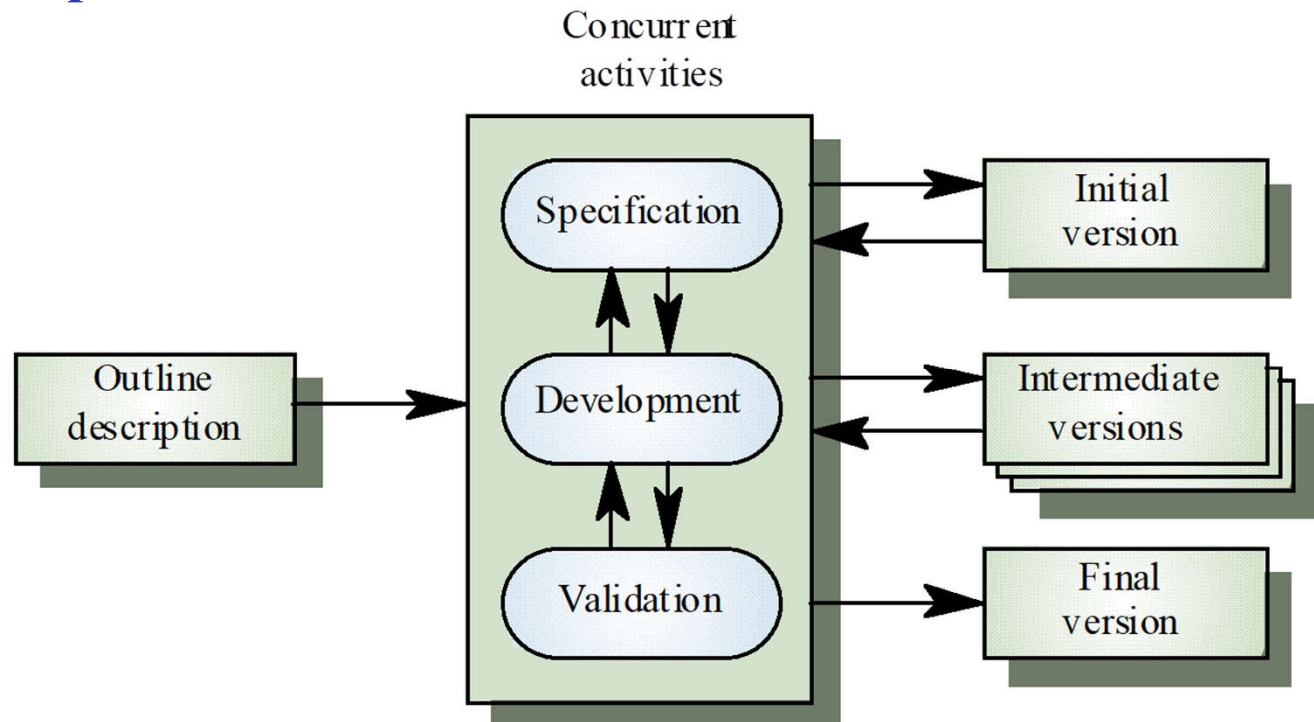 Concurrent
activities
Specification
Initial
version
Outline
description
Development
Intermediate
versions
Validation
Final
version